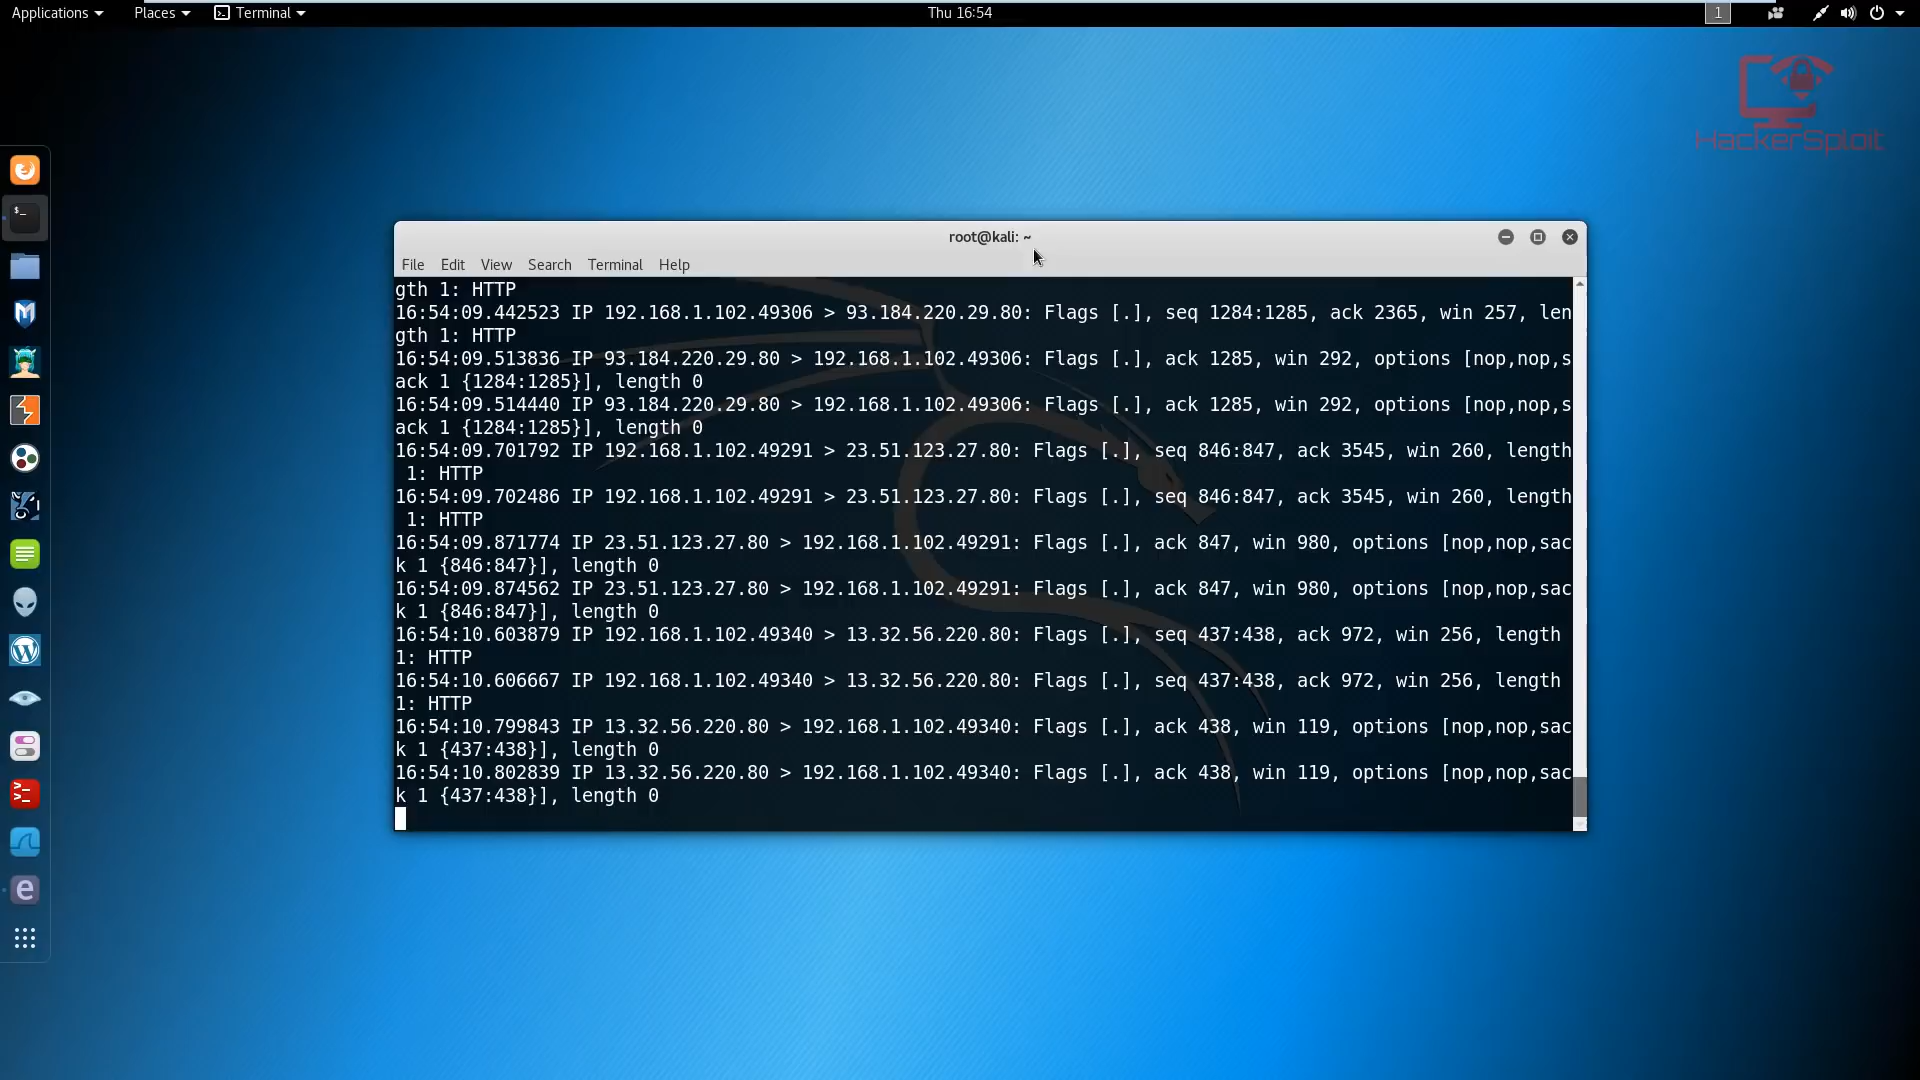 Applications Places Terminal Thu 16:54 1
HackerSploit
root@kali: ~
File Edit View Search Terminal Help
gth 1: HTTP
16:54:09.442523 IP 192.168.1.102.49306 > 93.184.220.29.80: Flags [.], seq 1284:1285, ack 2365, win 257, len
gth 1: HTTP
16:54:09.513836 IP 93.184.220.29.80 > 192.168.1.102.49306: Flags [.], ack 1285, win 292, options [nop,nop,s
ack 1 {1284:1285}], length 0
16:54:09.514440 IP 93.184.220.29.80 > 192.168.1.102.49306: Flags [.], ack 1285, win 292, options [nop,nop,s
ack 1 {1284:1285}], length 0
16:54:09.701792 IP 192.168.1.102.49291 > 23.51.123.27.80: Flags [.], seq 846:847, ack 3545, win 260, length
 1: HTTP
16:54:09.702486 IP 192.168.1.102.49291 > 23.51.123.27.80: Flags [.], seq 846:847, ack 3545, win 260, length
 1: HTTP
16:54:09.871774 IP 23.51.123.27.80 > 192.168.1.102.49291: Flags [.], ack 847, win 980, options [nop,nop,sac
k 1 {846:847}], length 0
16:54:09.874562 IP 23.51.123.27.80 > 192.168.1.102.49291: Flags [.], ack 847, win 980, options [nop,nop,sac
k 1 {846:847}], length 0
16:54:10.603879 IP 192.168.1.102.49340 > 13.32.56.220.80: Flags [.], seq 437:438, ack 972, win 256, length
1: HTTP
16:54:10.606667 IP 192.168.1.102.49340 > 13.32.56.220.80: Flags [.], seq 437:438, ack 972, win 256, length
1: HTTP
16:54:10.799843 IP 13.32.56.220.80 > 192.168.1.102.49340: Flags [.], ack 438, win 119, options [nop,nop,sac
k 1 {437:438}], length 0
16:54:10.802839 IP 13.32.56.220.80 > 192.168.1.102.49340: Flags [.], ack 438, win 119, options [nop,nop,sac
k 1 {437:438}], length 0